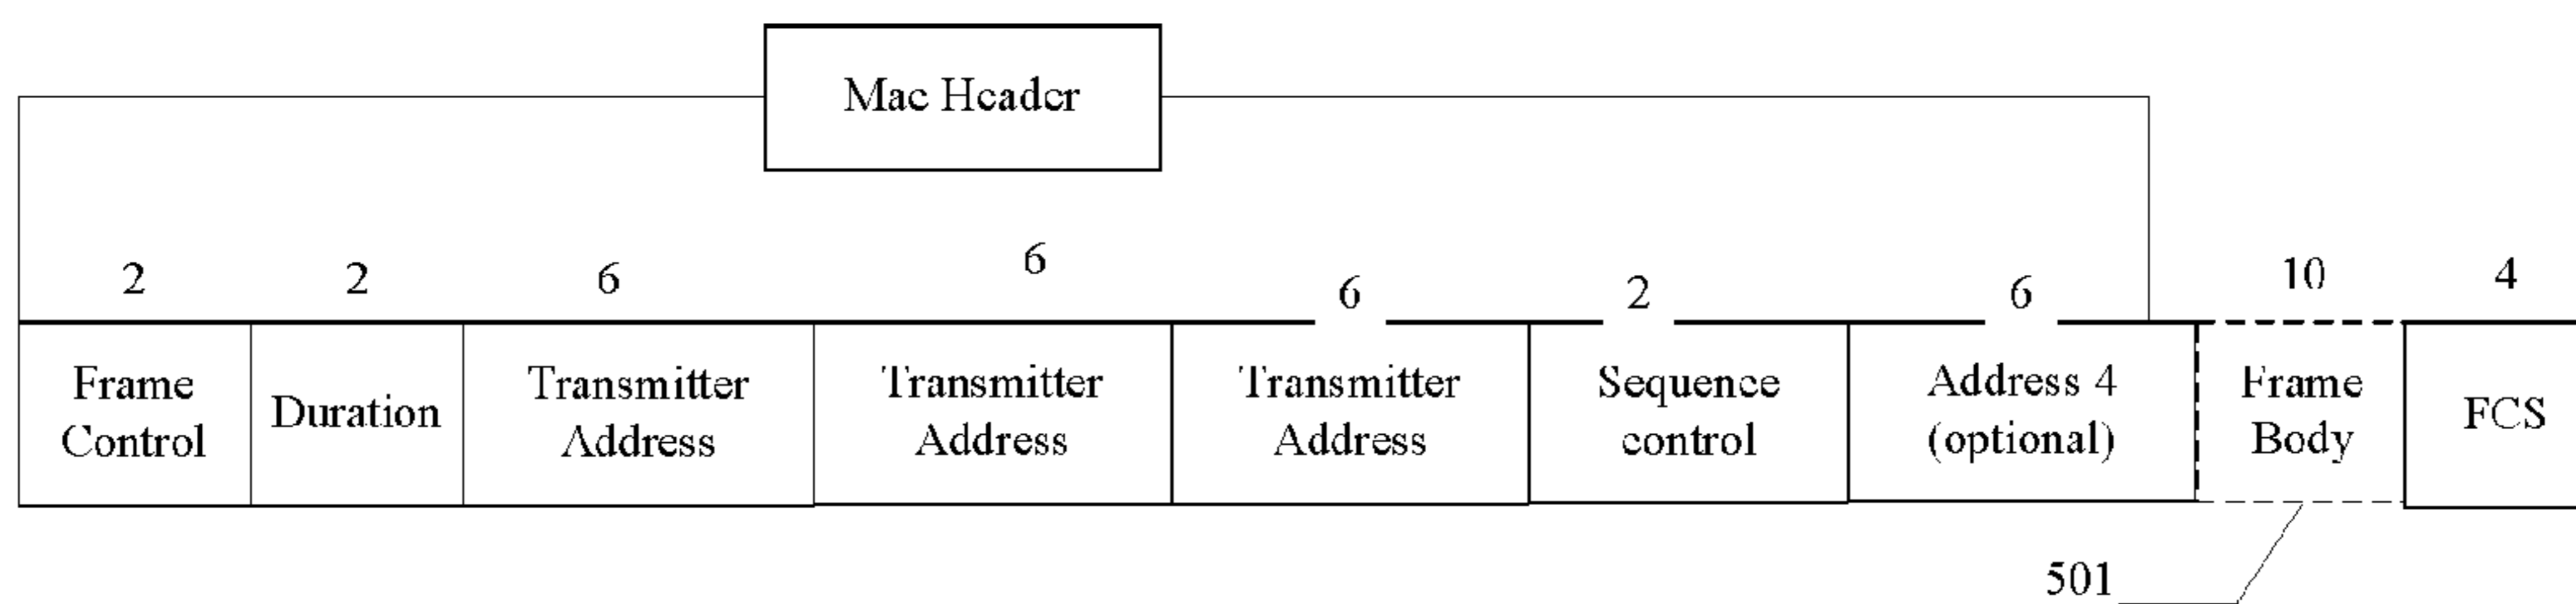 Mac Header
2 2 6 6 6 2 6 10 4
Frame
Control
Duration
Transmitter
Address
Transmitter
Address
Transmitter
Address
Sequence
control
Address 4
(optional)
Frame
Body
FCS
501